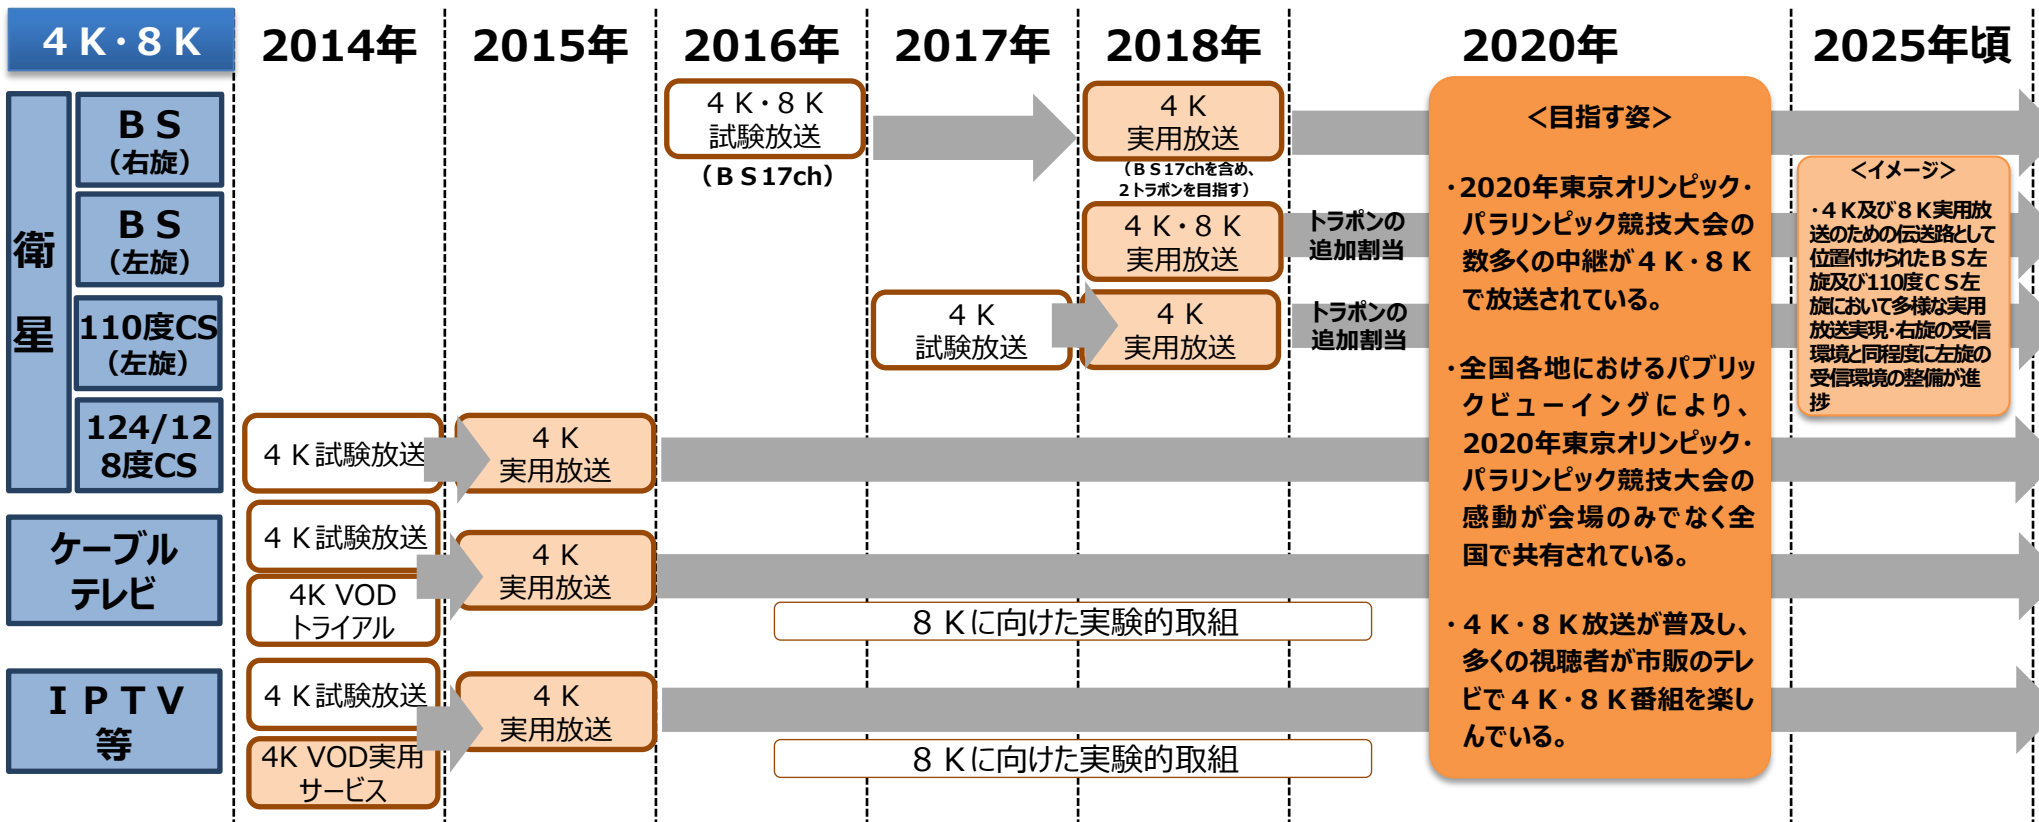 4K・8K
2014年
2015年
2016年
2017年
2018年
2020年
2025年頃
衛星
BS
(右旋)
4K・8K
試験放送
(BS17ch)
4K
実用放送
(BS17chを含め、
2トラポンを目指す)
BS
(左旋)
4K・8K
実用放送
トラポンの
追加割当
110度CS
(左旋)
4K
試験放送
4K
実用放送
トラポンの
追加割当
124/12
8度CS
4K試験放送
4K
実用放送
ケーブル
テレビ
4K試験放送
4K VOD
トライアル
4K
実用放送
8Kに向けた実験的取組
IPTV
等
4K試験放送
4K VOD実用
サービス
4K
実用放送
8Kに向けた実験的取組
<目指す姿>
・2020年東京オリンピック・
パラリンピック競技大会の
数多くの中継が4K・8K
で放送されている。
・全国各地におけるパブリッ
クビューイングにより、
2020年東京オリンピック・
パラリンピック競技大会の
感動が会場のみでなく全
国で共有されている。
・4K・8K放送が普及し、
多くの視聴者が市販のテレ
ビで4K・8K番組を楽し
んでいる。
<イメージ>
・4K及び8K実用放
送のための伝送路として
位置付けられたBS左
旋及び110度CS左
旋において多様な実用
放送実現・右旋の受信
環境と同程度に左旋の
受信環境の整備が進
捗